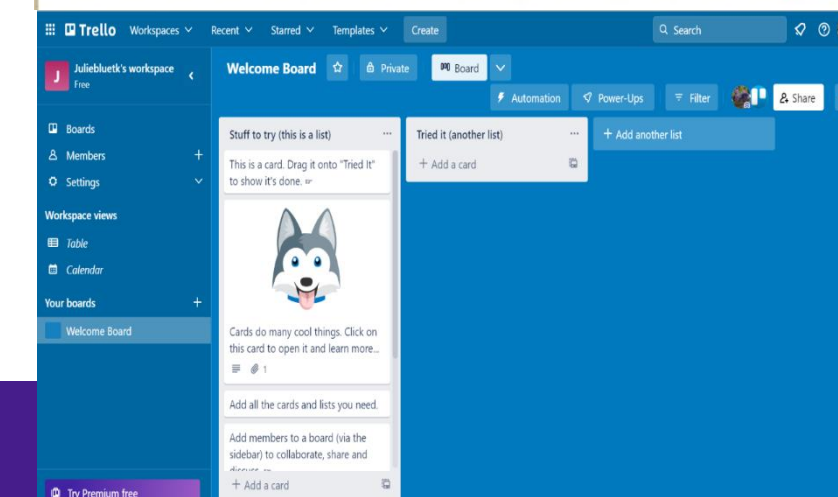 Trello Workspaces Recent Starred Templates Create Search
J Juliebluetk's workspace
Free
Welcome Board Private Board
Automation Power-Ups Filter Share
Boards
Members
Settings
Workspace views
Table
Calendar
Your boards
Welcome Board
Try Premium free
Stuff to try (this is a list)
This is a card. Drag it onto "Tried It"
to show it's done.
Cards do many cool things. Click on
this card to open it and learn more...
1
Add all the cards and lists you need.
Add members to a board (via the
sidebar) to collaborate, share and
+ Add a card
Tried it (another list)
+ Add a card
+ Add another list